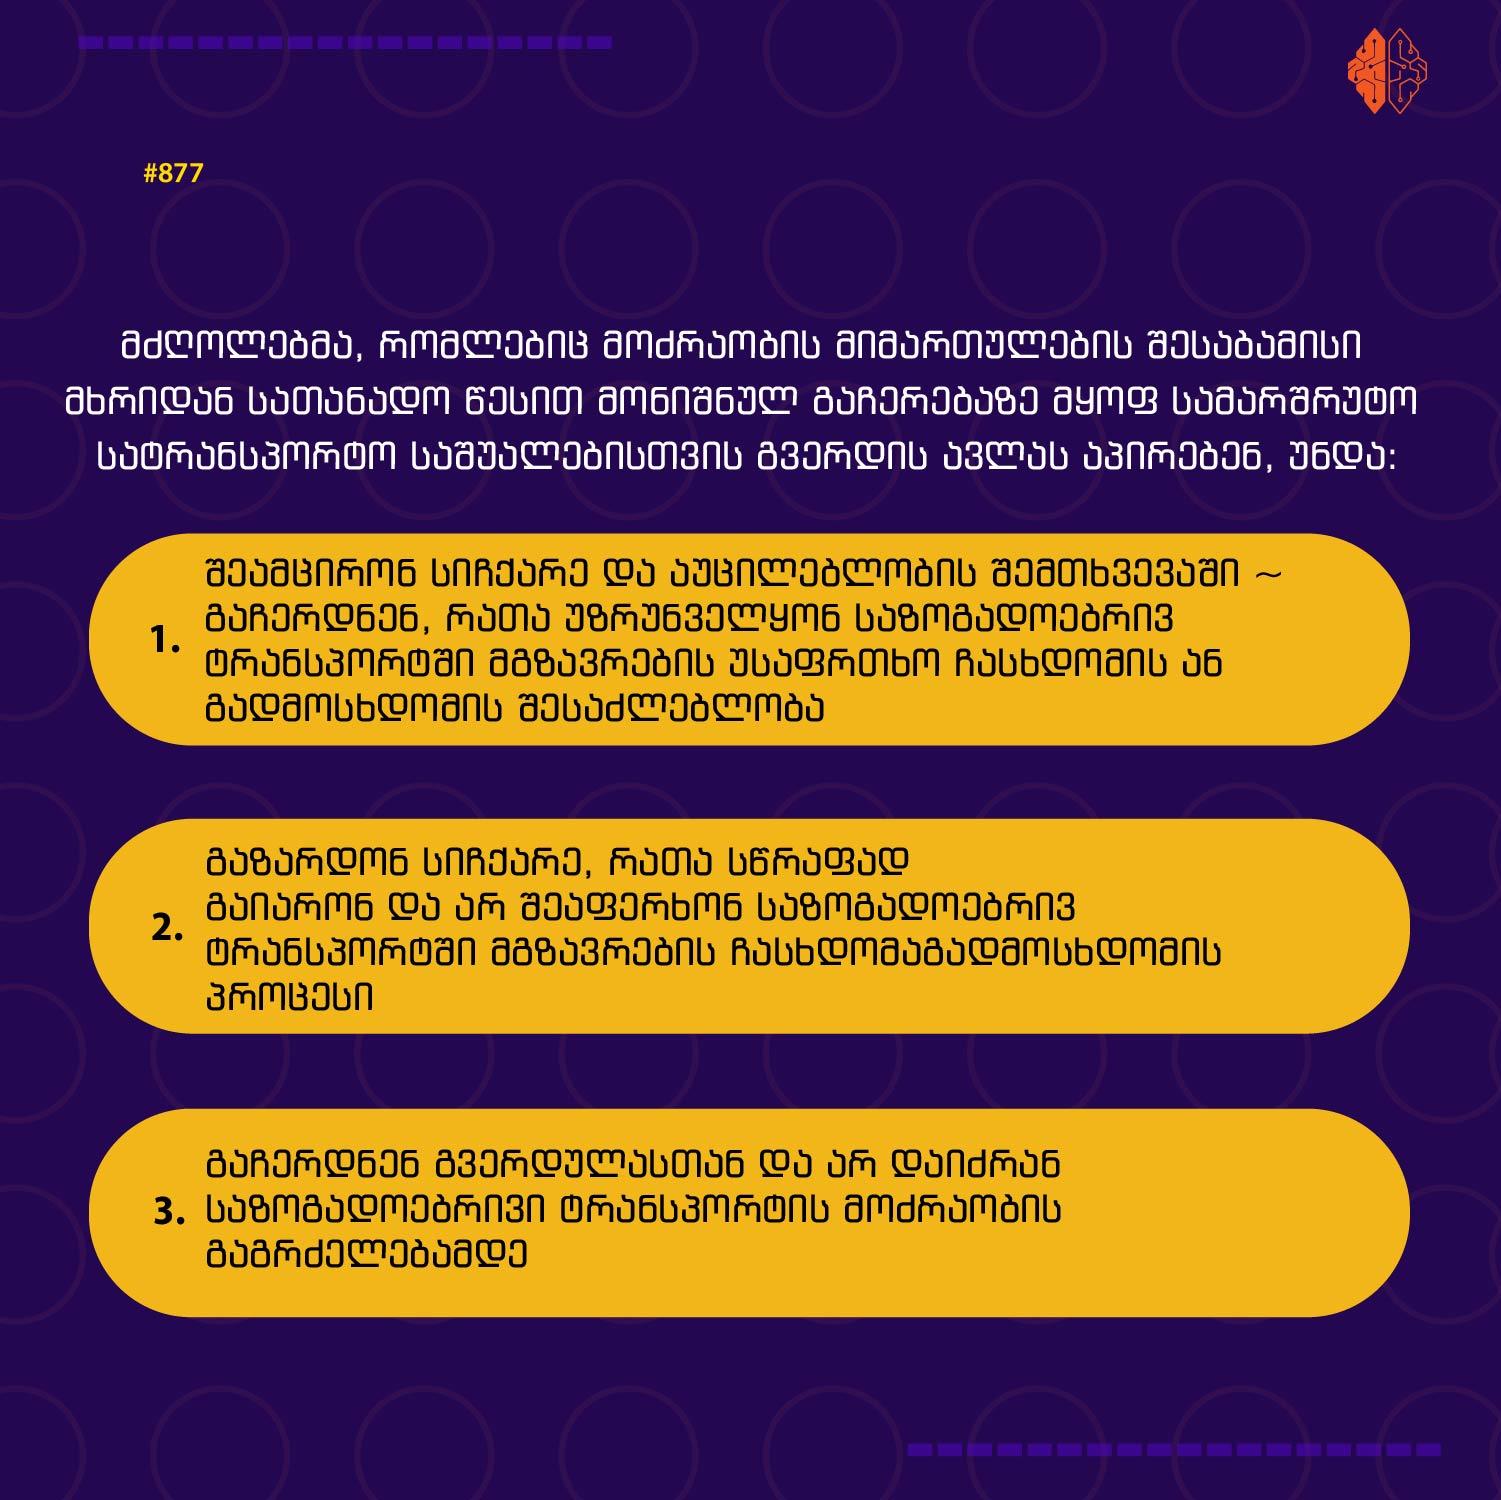 #877
მძღოლებმა, რომლებიც მოძრაობის მიმართულების შესაბამისი
მხრიდან სათანადო წესით მონიშნულ გაჩერებაზე მყოფ სამარშრუტო
სატრანსპორტო საშუალებისთვის გვერდის ავლას აპირებენ, უნდა:
შეამცირონ სიჩქარე და აუცილებლობის შემთხვევაში ~
1. გაჩერდნენ, რათა უზრუნველყონ საზოგადოებრივ
ტრანსპორტში მგზავრების უსაფრთხო ჩასხდომის ან
გადმოსხდომის შესაძლებლობა
გაზარდონ სიჩქარე, რათა სწრაფად
2. გაიარონ და არ შეაფერხონ საზოგადოებრივ
ტრანსპორტში მგზავრების ჩასხდომაგადმოსხდომის
პროცესი
გაჩერდნენ გვერდულასთან და არ დაიძრან
3. საზოგადოებრივი ტრანსპორტის მოძრაობის
გაგრძელებამდე